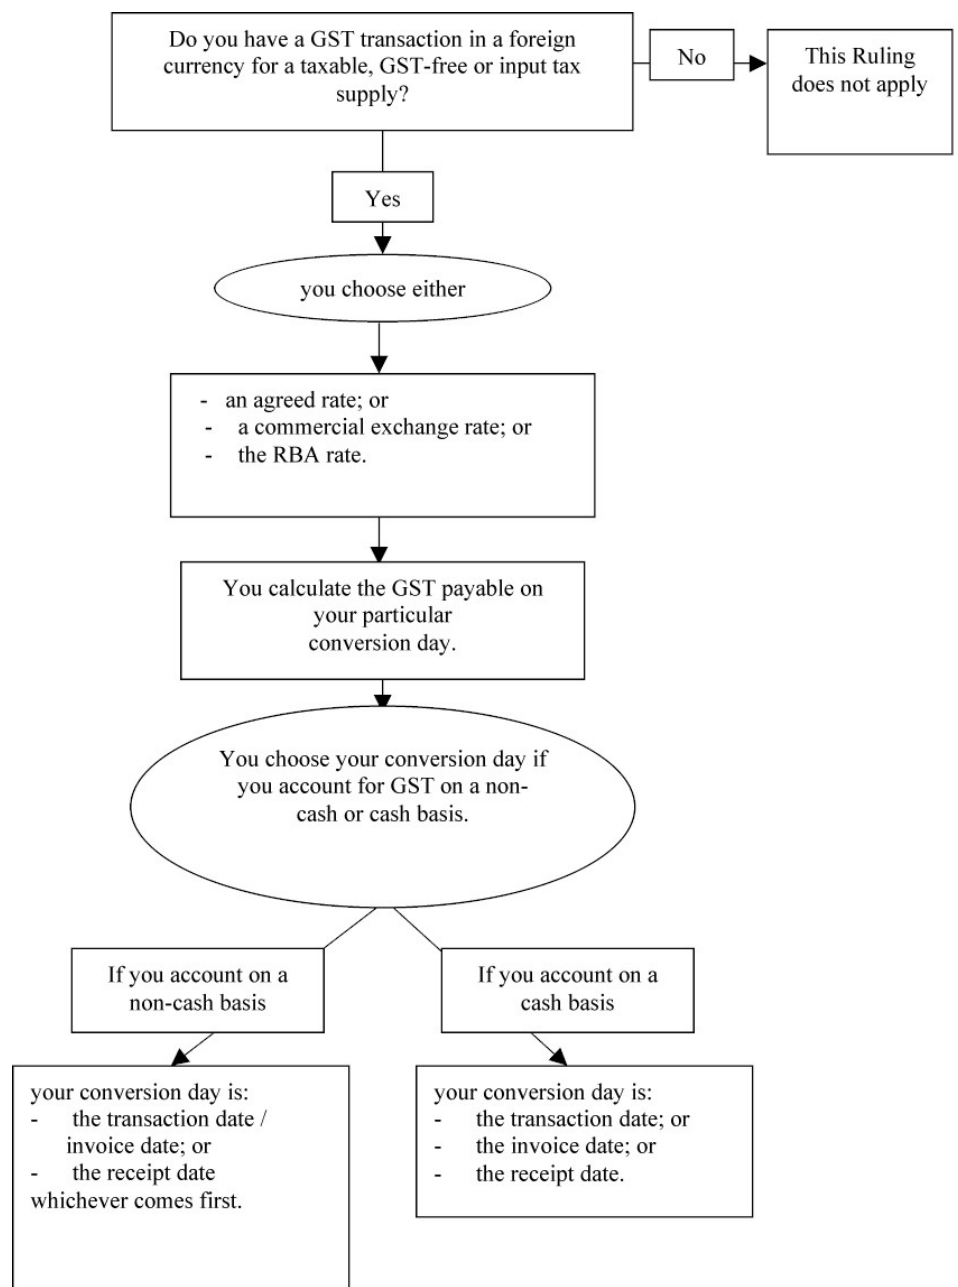 Do you have a GST transaction in a foreign
currency for a taxable, GST-free or input tax
supply?
No
This Ruling
does not apply
Yes
you choose either
- an agreed rate; or
- a commercial exchange rate; or
- the RBA rate.
You calculate the GST payable on
your particular
conversion day.
You choose your conversion day if
you account for GST on a non-
cash or cash basis.
If you account on a
non-cash basis
If you account on a
cash basis
your conversion day is:
- the transaction date /
invoice date; or
- the receipt date
whichever comes first.
your conversion day is:
- the transaction date; or
- the invoice date; or
- the receipt date.